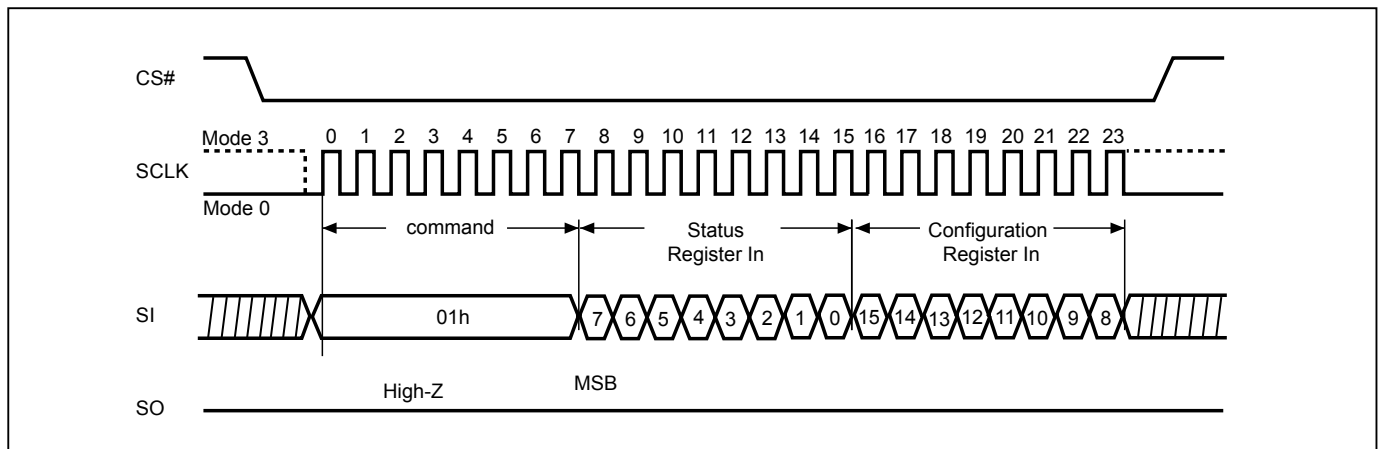 CS#
Mode 3
0 1 2 3 4 5 6 7 8 9 10 11 12 13 14 15 16 17 18 19 20 21 22 23
SCLK
Mode 0
command
Status
Register In
Configuration
Register In
SI
01h
7 6 5 4 3 2 1 0 15 14 13 12 11 10 9 8
High-Z
MSB
SO